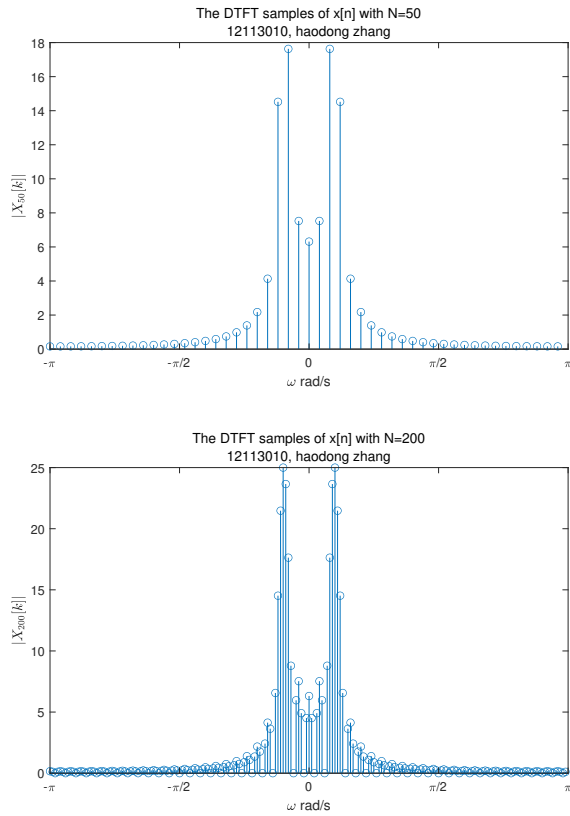 The DTFT samples of x[n] with N=50
12113010, haodong zhang
18
16
14
12
10
8
6
4
2
0
|X₅₀[k]|
-π -π/2 0 π/2 π
ω rad/s
The DTFT samples of x[n] with N=200
12113010, haodong zhang
25
20
15
10
5
0
|X₂₀₀[k]|
-π -π/2 0 π/2 π
ω rad/s